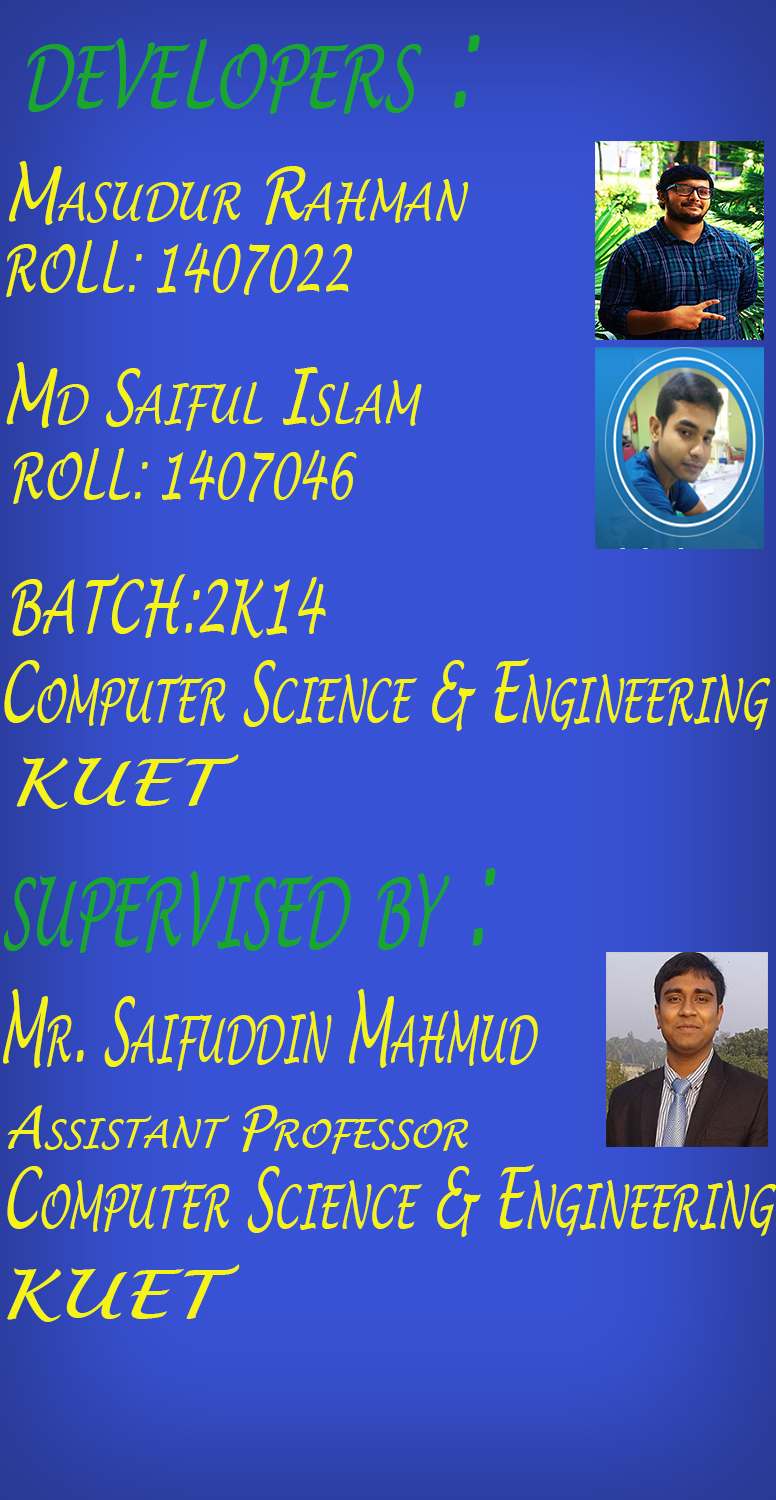 DEVELOPERS :
MASUDUR RAHMAN
ROLL: 1407022
MD SAIFUL ISLAM
ROLL: 1407046
BATCH:2K14
COMPUTER SCIENCE & ENGINEERING
KUET
SUPERVISED BY :
MR. SAIFUDDIN MAHMUD
ASSISTANT PROFESSOR
COMPUTER SCIENCE & ENGINEERING
KUET